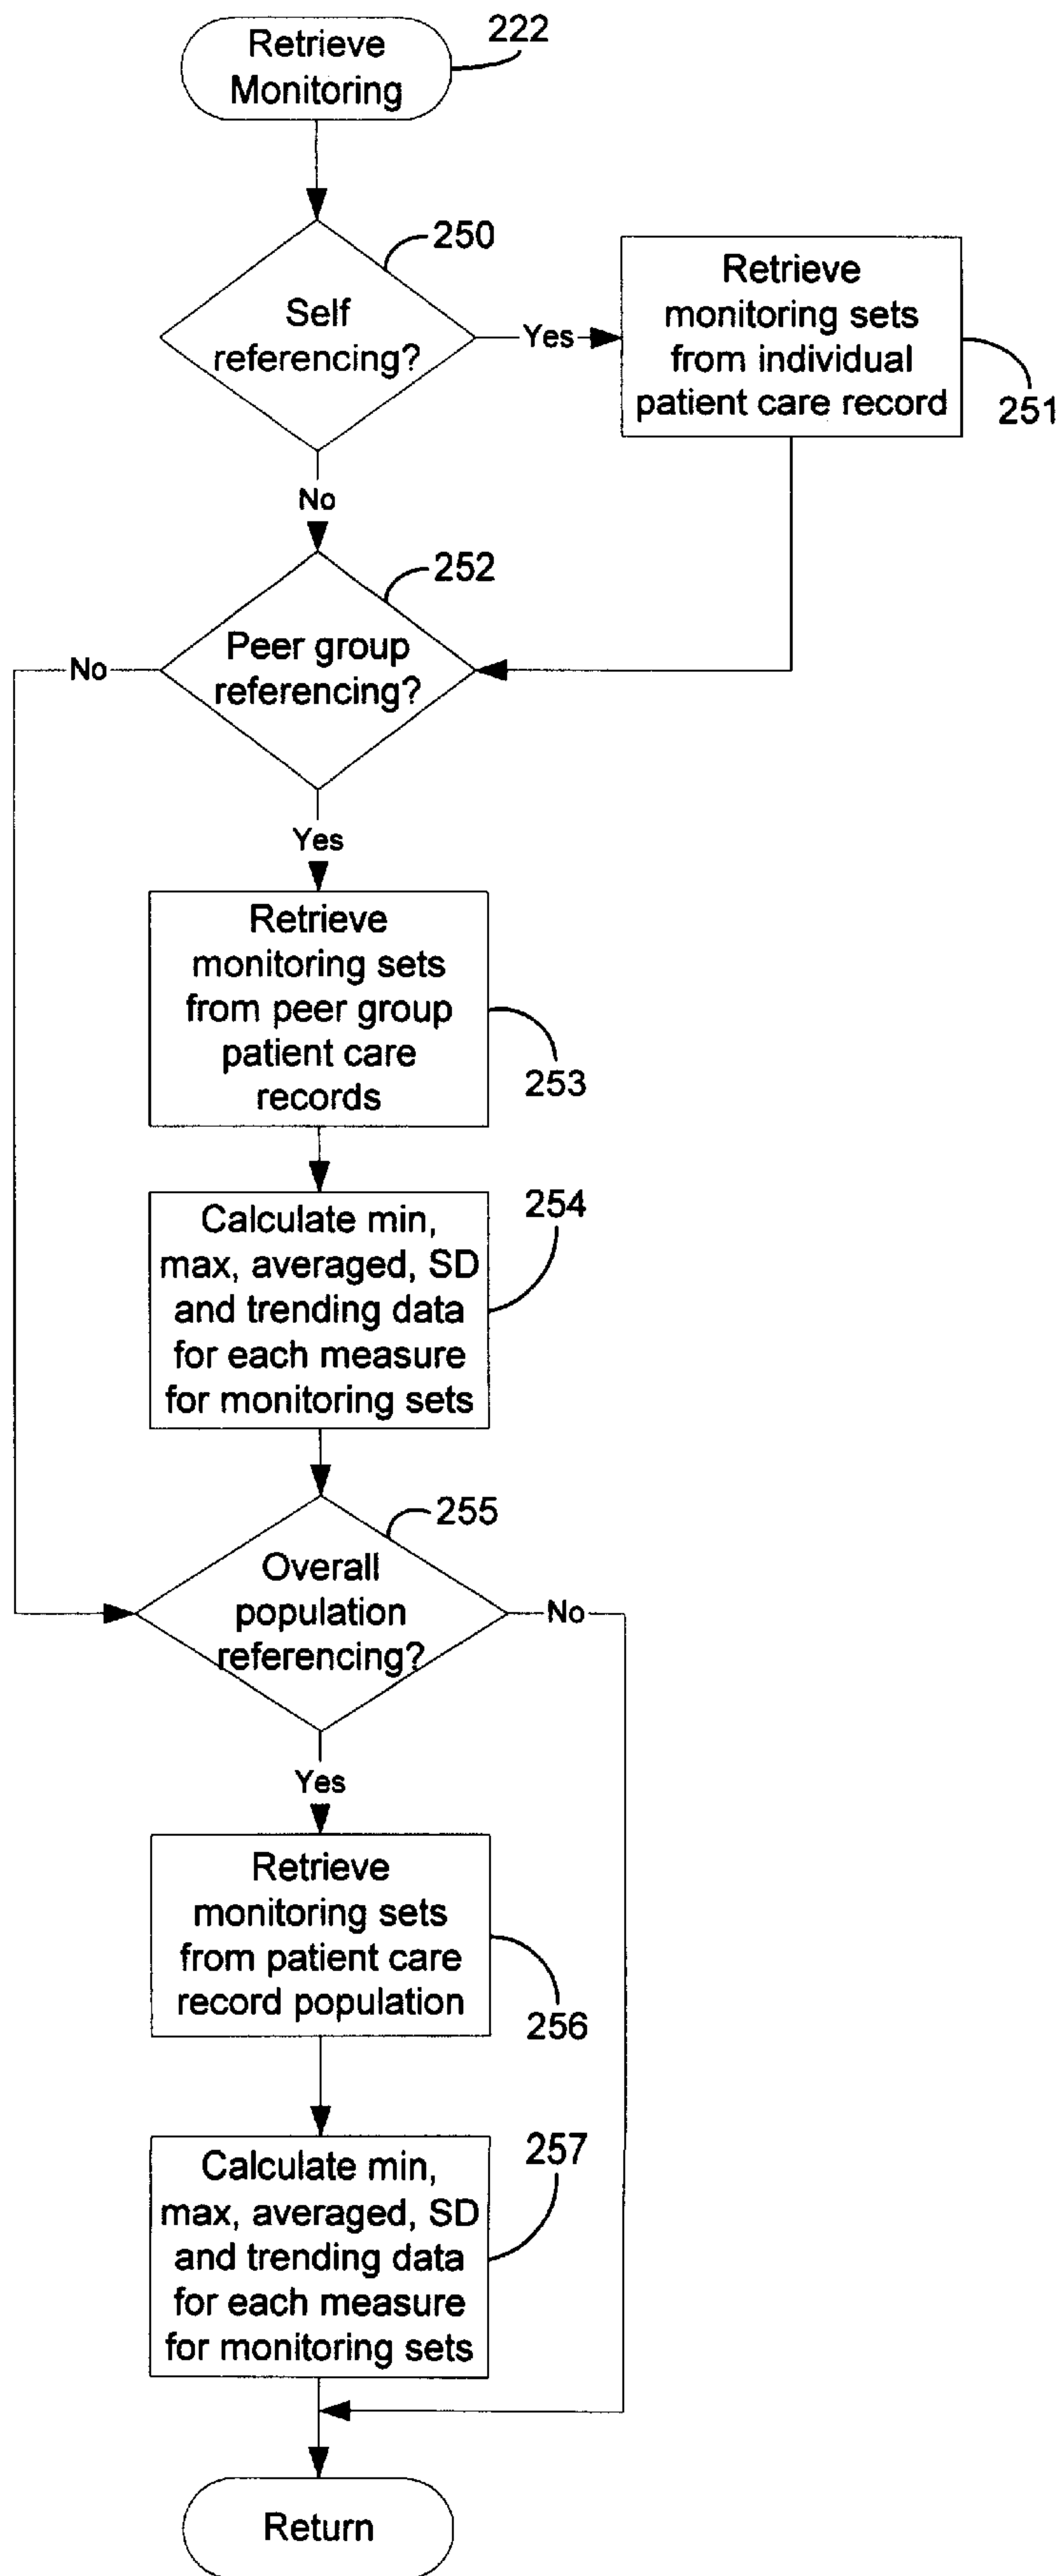 Retrieve
Monitoring
222
250
Self
referencing?
Yes
Retrieve
monitoring sets
from individual
patient care record
251
No
252
Peer group
referencing?
No
Yes
Retrieve
monitoring sets
from peer group
patient care
records
253
Calculate min,
max, averaged, SD
and trending data
for each measure
for monitoring sets
254
255
Overall
population
referencing?
No
Yes
Retrieve
monitoring sets
from patient care
record population
256
Calculate min,
max, averaged, SD
and trending data
for each measure
for monitoring sets
257
Return